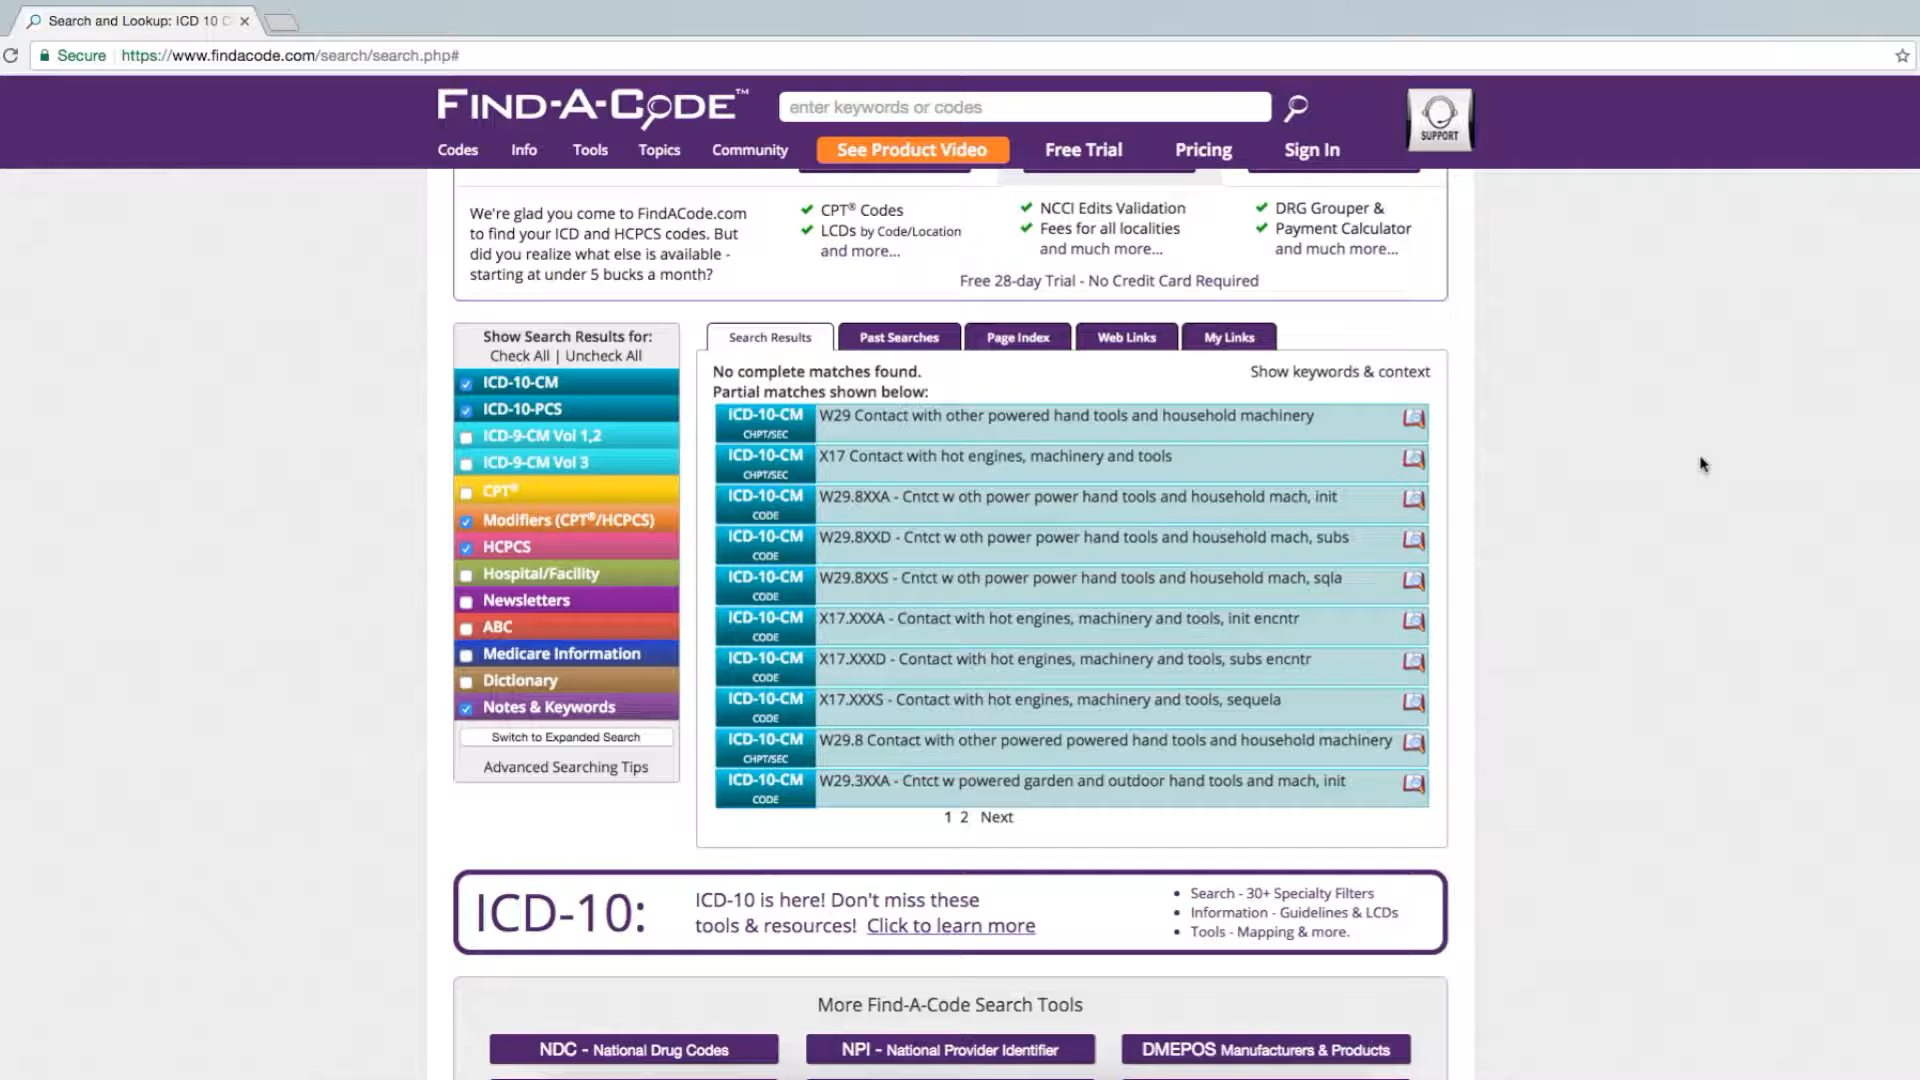 Search and Lookup: ICD 10 C
Secure https://www.findacode.com/search/search.php#
FIND-A-CODE™
enter keywords or codes
SUPPORT
Codes Info Tools Topics Community See Product Video Free Trial Pricing Sign In
We're glad you come to FindACode.com
to find your ICD and HCPCS codes. But
did you realize what else is available -
starting at under 5 bucks a month?
CPT® Codes
LCDs by Code/Location
and more...
NCCI Edits Validation
Fees for all localities
and much more...
DRG Grouper &
Payment Calculator
and much more...
Free 28-day Trial - No Credit Card Required
Show Search Results for:
Check All | Uncheck All
ICD-10-CM
ICD-10-PCS
ICD-9-CM Vol 1,2
ICD-9-CM Vol 3
CPT®
Modifiers (CPT®/HCPCS)
HCPCS
Hospital/Facility
Newsletters
ABC
Medicare Information
Dictionary
Notes & Keywords
Switch to Expanded Search
Advanced Searching Tips
Search Results Past Searches Page Index Web Links My Links
No complete matches found. Show keywords & context
Partial matches shown below:
ICD-10-CM W29 Contact with other powered hand tools and household machinery
CHPT/SEC
ICD-10-CM X17 Contact with hot engines, machinery and tools
CHPT/SEC
ICD-10-CM W29.8XXA - Cntct w oth power power hand tools and household mach, init
CODE
ICD-10-CM W29.8XXD - Cntct w oth power power hand tools and household mach, subs
CODE
ICD-10-CM W29.8XXS - Cntct w oth power power hand tools and household mach, sqla
CODE
ICD-10-CM X17.XXXA - Contact with hot engines, machinery and tools, init encntr
CODE
ICD-10-CM X17.XXXD - Contact with hot engines, machinery and tools, subs encntr
CODE
ICD-10-CM X17.XXXS - Contact with hot engines, machinery and tools, sequela
CODE
ICD-10-CM W29.8 Contact with other powered powered hand tools and household machinery
CHPT/SEC
ICD-10-CM W29.3XXA - Cntct w powered garden and outdoor hand tools and mach, init
CODE
1 2 Next
ICD-10:
ICD-10 is here! Don't miss these
tools & resources! Click to learn more
• Search - 30+ Specialty Filters
• Information - Guidelines & LCDs
• Tools - Mapping & more.
More Find-A-Code Search Tools
NDC - National Drug Codes NPI - National Provider Identifier DMEPOS Manufacturers & Products